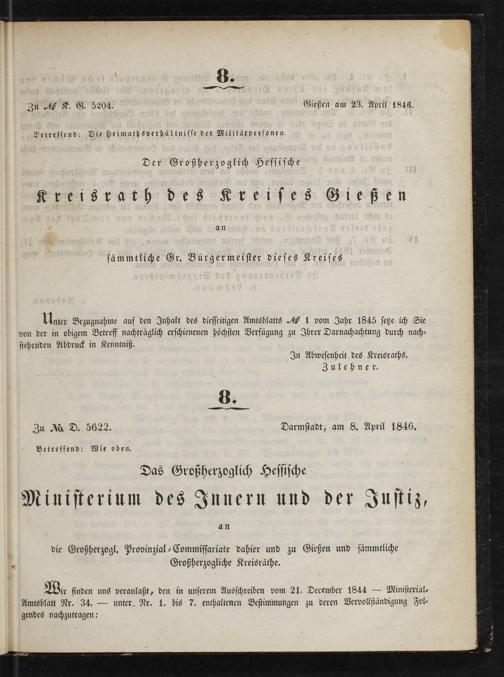 8.
Zu № K. G. 5204. Gießen am 23. April 1846.
Betreffend: Die Heimathsverhältnisse der Militärpersonen
Der Großherzoglich Hessische
Kreisrath des Kreises Gießen
an
sämmtliche Gr. Bürgermeister dieses Kreises
Unter Bezugnahme auf den Inhalt des diesseitigen Amtsblatts № 1 vom Jahr 1845 setze ich Sie
von der in obigem Betreff nachträglich erschienenen höchsten Verfügung zu Ihrer Darnachachtung durch nach-
stehenden Abdruck in Kenntniß.
In Abwesenheit des Kreisraths.
Zulehner.
8.
Zu No. D. 5622. Darmstadt, am 8. April 1846.
Betreffend: Wie oben.
Das Großherzoglich Hessische
Ministerium des Innern und der Justiz,
an
die Großherzogl. Provinzial-Commissariate dahier und zu Gießen und sämmtliche
Großherzogliche Kreisräthe.
Wir finden uns veranlaßt, den in unserem Ausschreiben vom 21. December 1844 — Ministerial-
Amtsblatt Nr. 34. — unter Nr. 1. bis 7. enthaltenen Bestimmungen zu deren Vervollständigung Fol-
gendes nachzutragen: